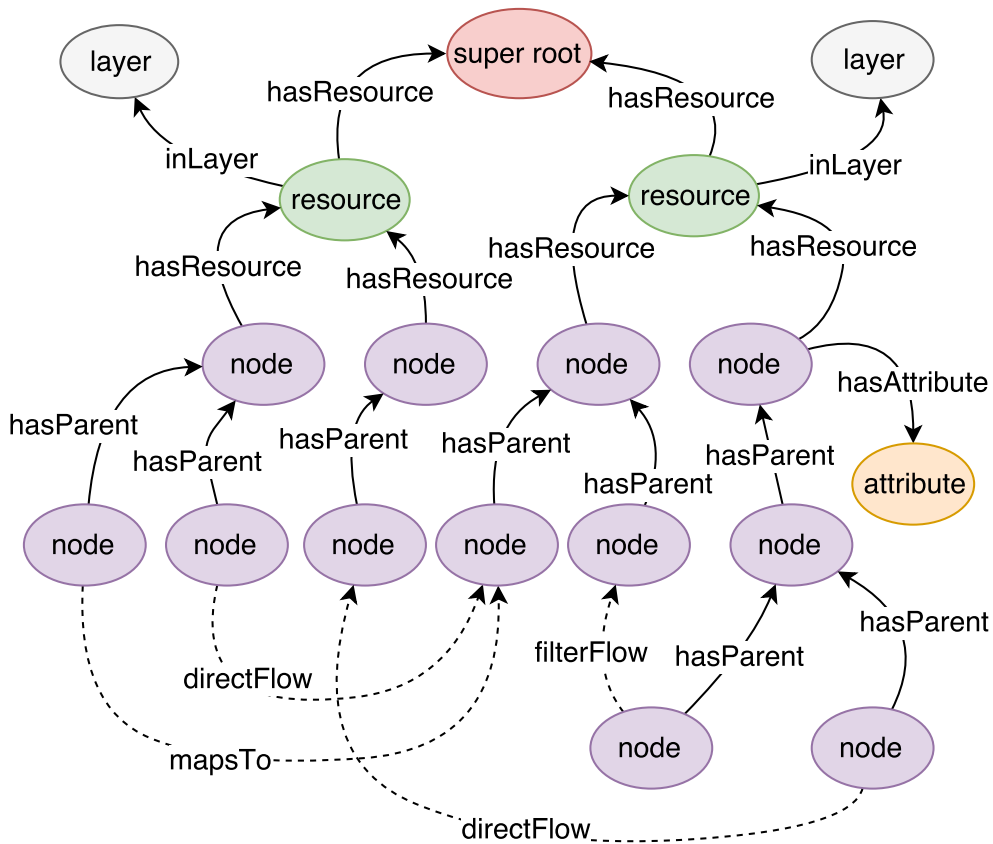 layer
super root
layer
hasResource
hasResource
inLayer
inLayer
resource
resource
hasResource
hasResource
hasResource
hasResource
node
node
node
node
hasAttribute
hasParent
hasParent
hasParent
hasParent
hasParent
hasParent
attribute
node
node
node
node
node
node
hasParent
filterFlow
hasParent
directFlow
node
node
mapsTo
directFlow